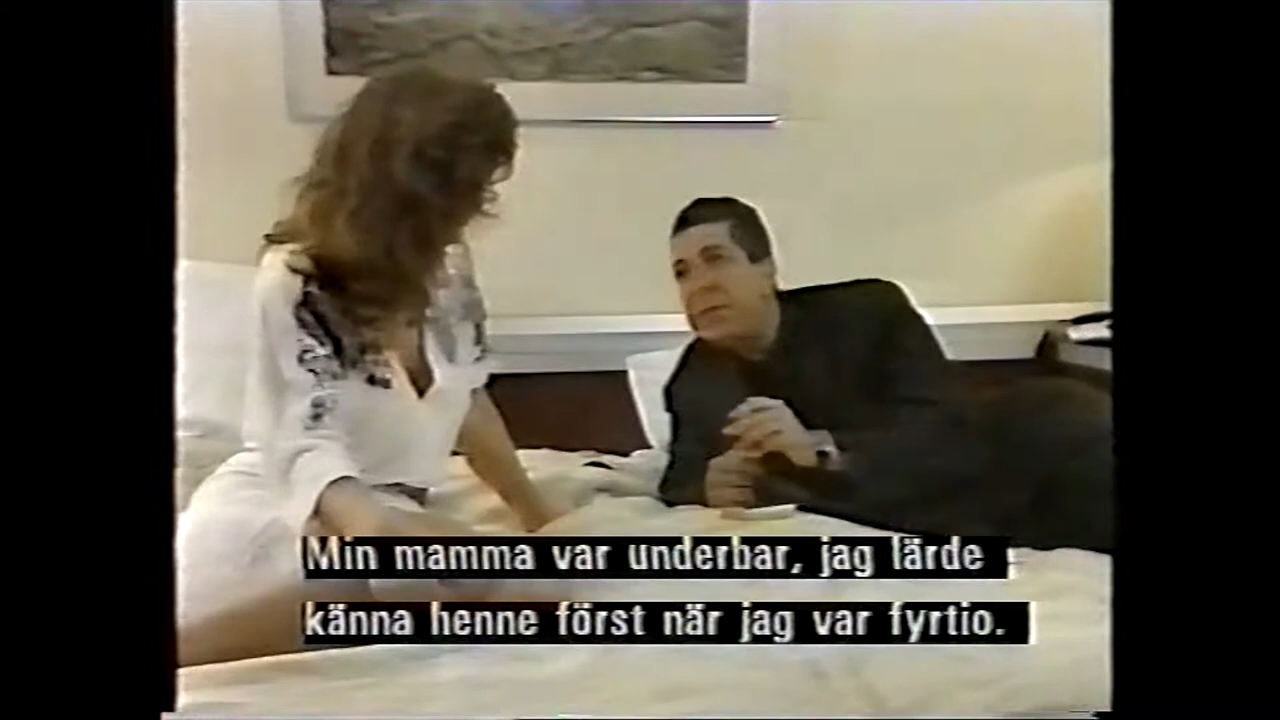 Min mamma var underbar, jag lärde
känna henne först när jag var fyrtio.